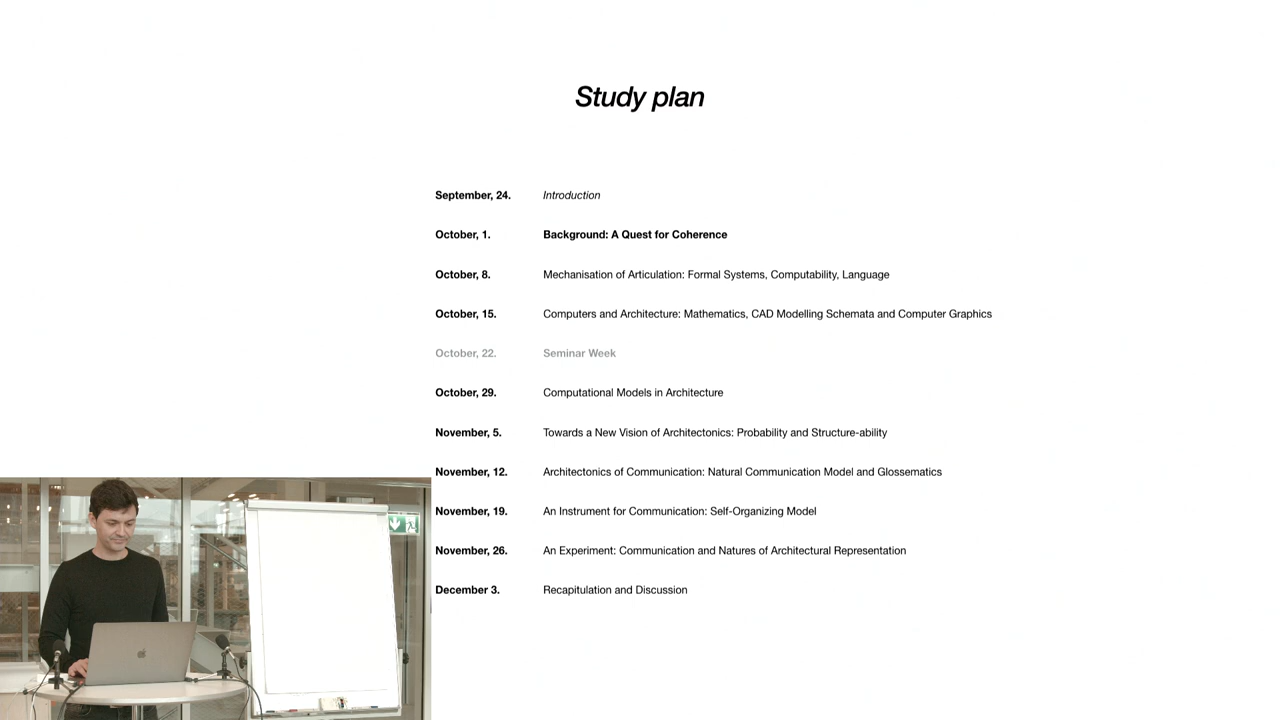 Study plan
September, 24. Introduction
October, 1. Background: A Quest for Coherence
October, 8. Mechanisation of Articulation: Formal Systems, Computability, Language
October, 15. Computers and Architecture: Mathematics, CAD Modelling Schemata and Computer Graphics
October, 22. Seminar Week
October, 29. Computational Models in Architecture
November, 5. Towards a New Vision of Architectonics: Probability and Structure-ability
November, 12. Architectonics of Communication: Natural Communication Model and Glossematics
November, 19. An Instrument for Communication: Self-Organizing Model
November, 26. An Experiment: Communication and Natures of Architectural Representation
December 3. Recapitulation and Discussion